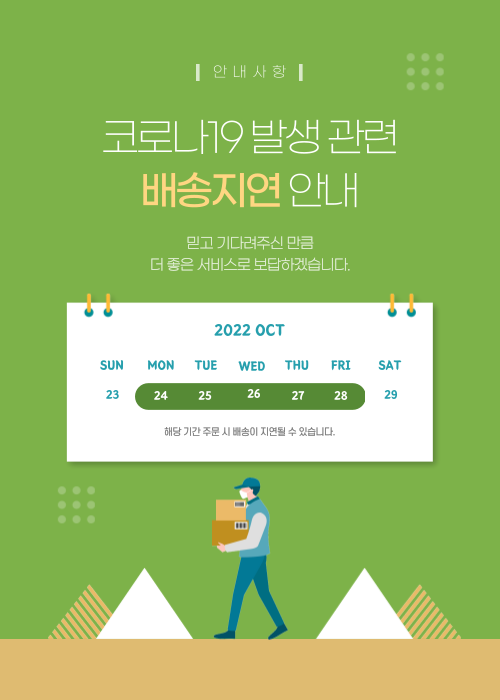 안내사항
코로나19 발생 관련
배송지연 안내
믿고 기다려주신 만큼
더 좋은 서비스로 보답하겠습니다.
2022 OCT
SUN MON TUE WED THU FRI SAT
23 24 25 26 27 28 29
해당 기간 주문 시 배송이 지연될 수 있습니다.